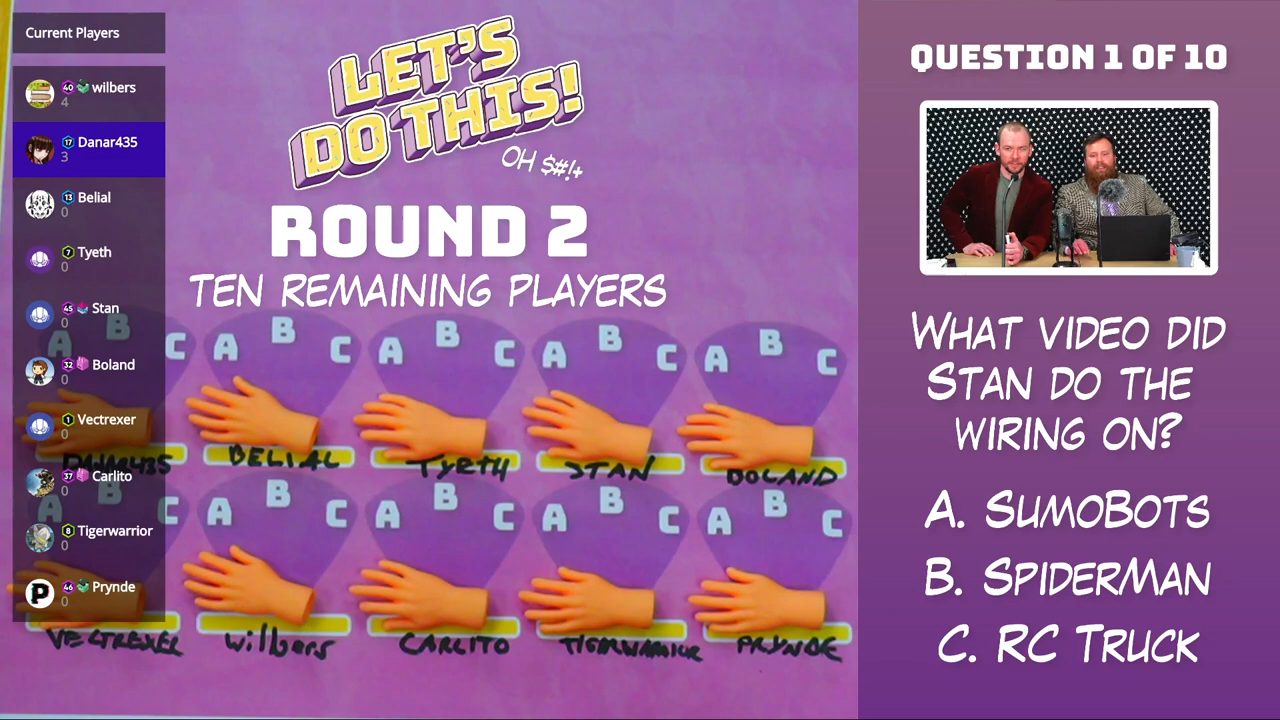 Current Players
40 wilbers
4
17 Danar435
3
13 Belial
0
7 Tyeth
0
45 Stan
0
32 Boland
0
1 Vectrexer
0
37 Carlito
0
8 Tigerwarrior
0
P 46 Prynde
0
LET'S
DO THIS!
OH $#!+
ROUND 2
TEN REMAINING PLAYERS
A B C
A B C
A B C
A B C
A B C
DANAR435
BELIAL
TYETH
STAN
BOLAND
A B C
A B C
A B C
A B C
A B C
VECTREXER
wilbers
CARLITO
TIGERWARRIOR
PRYNDE
QUESTION 1 OF 10
WHAT VIDEO DID
STAN DO THE
WIRING ON?
A. SUMOBOTS
B. SPIDERMAN
C. RC TRUCK